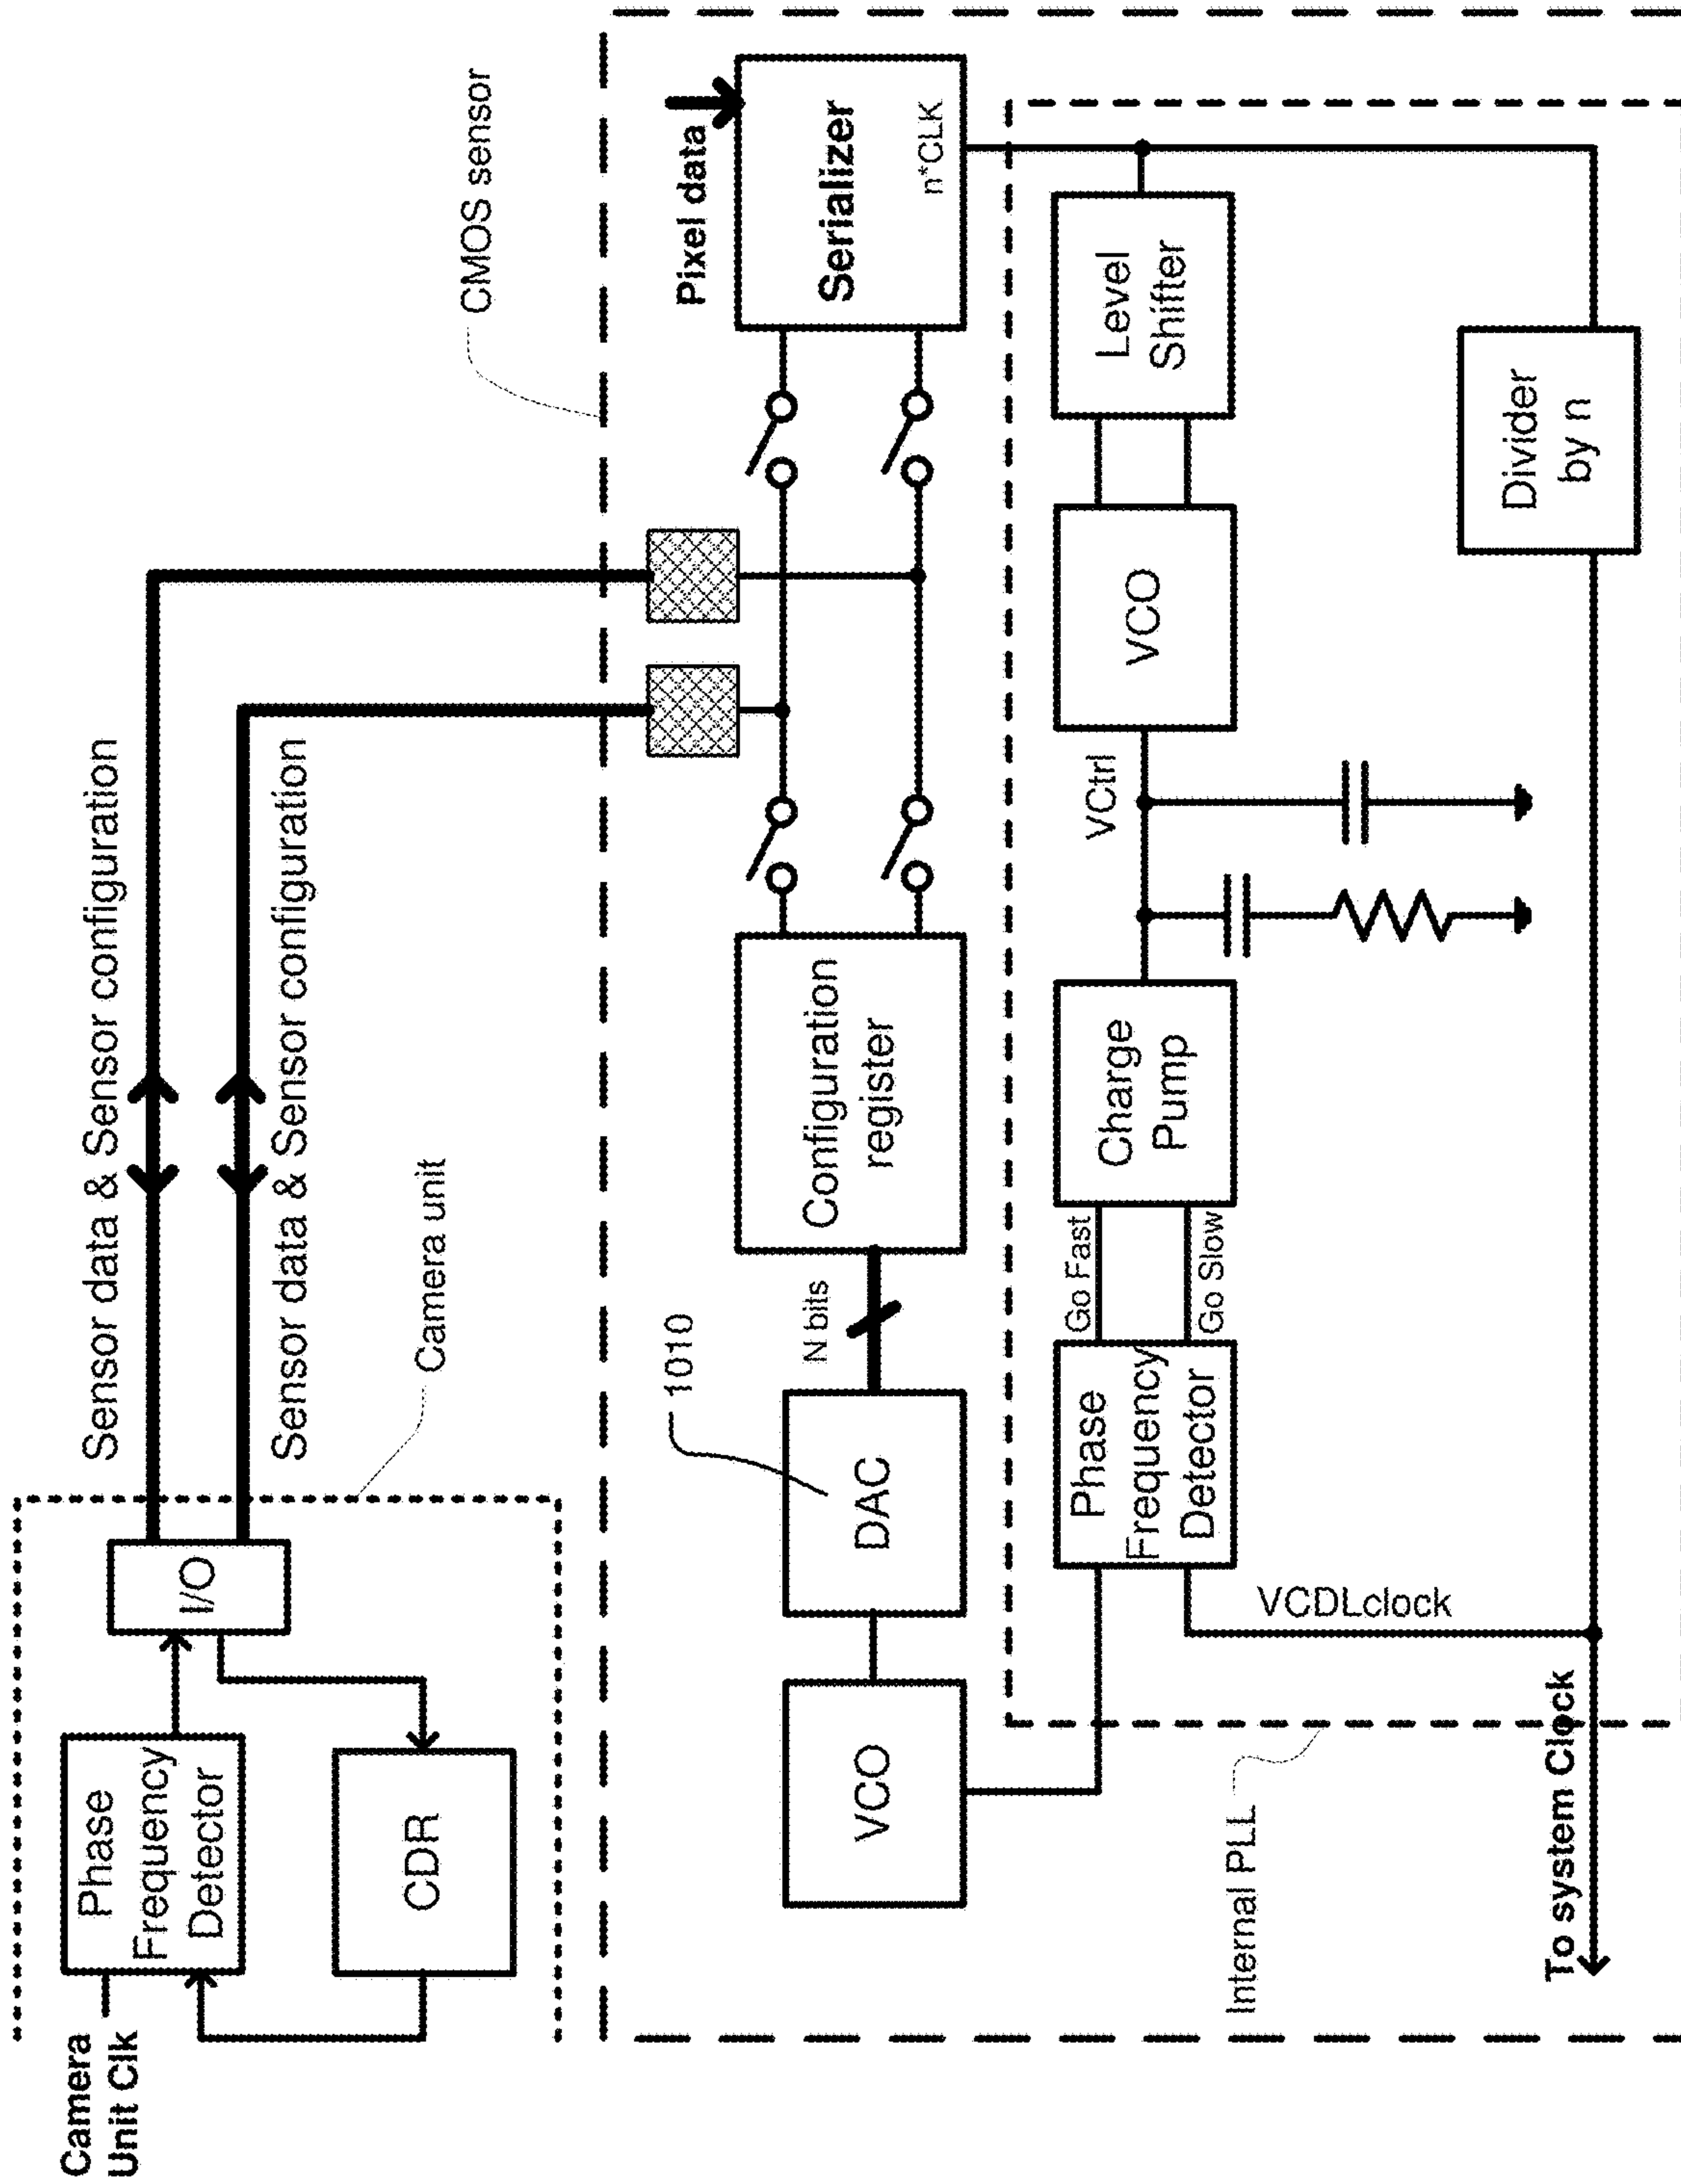 Camera
Unit Clk
Phase
Frequency
Detector
CDR
I/O
Sensor data & Sensor configuration
Sensor data & Sensor configuration
Camera unit
CMOS sensor
VCO
DAC
1010
N bits
Configuration
register
Pixel data
Serializer
n*CLK
Internal PLL
Phase
Frequency
Detector
Go Fast
Go Slow
Charge
Pump
VCtrl
VCO
Level
Shifter
VCDLclock
Divider
by n
To system Clock